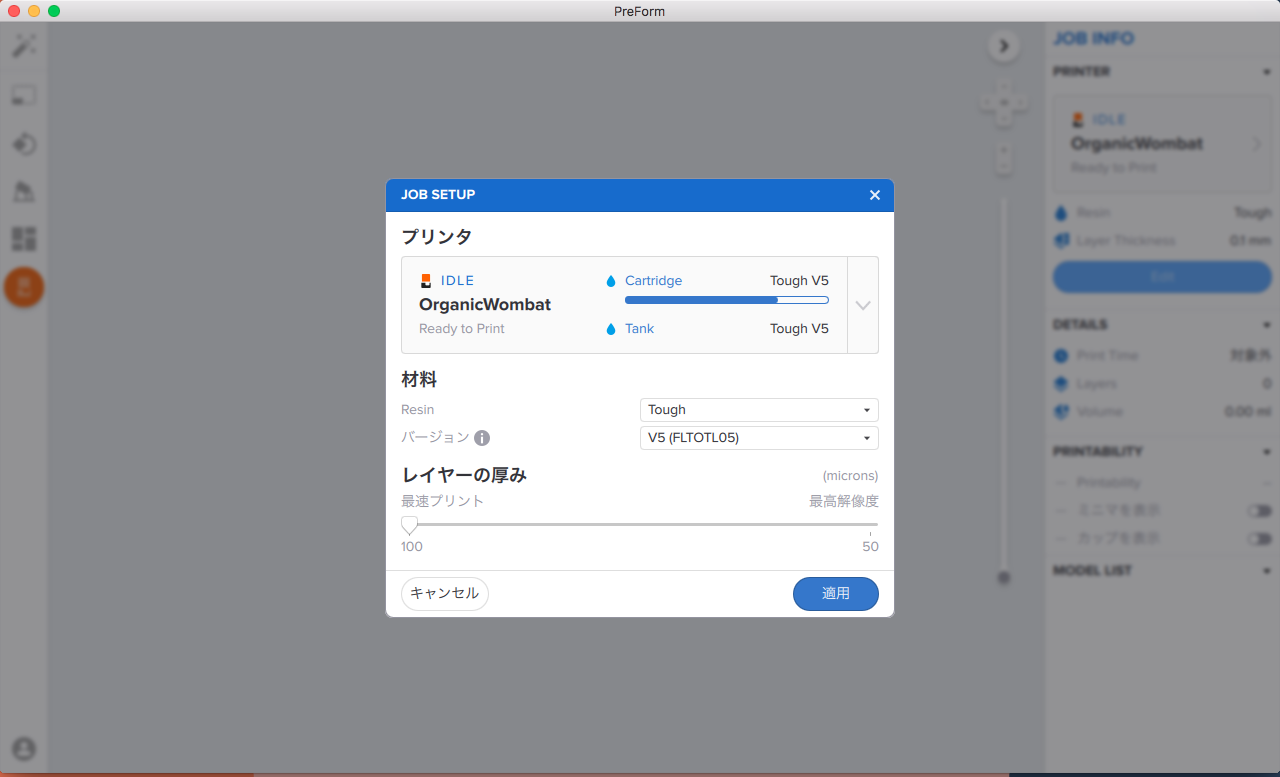 PreForm
JOB INFO
PRINTER
IDLE
OrganicWombat
Ready to Print
Resin Tough
Layer Thickness 0.1 mm
Edit
DETAILS
Print Time 対象外
Layers 0
Volume 0.00 ml
PRINTABILITY
-- Printability --
-- ミニマを表示
-- カップを表示
MODEL LIST
JOB SETUP
プリンタ
IDLE
OrganicWombat
Ready to Print
Cartridge Tough V5
Tank Tough V5
材料
Resin Tough
バージョン V5 (FLTOTL05)
レイヤーの厚み (microns)
最速プリント 最高解像度
100 50
キャンセル 適用